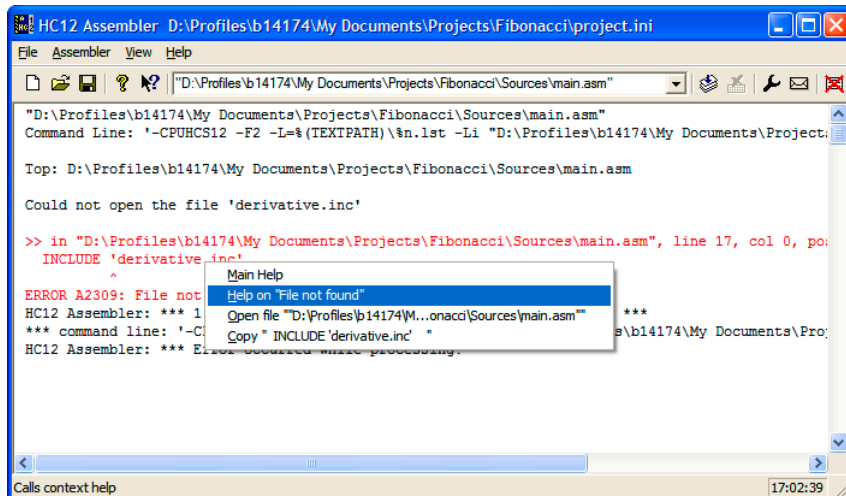 HC12 Assembler D:\Profiles\b14174\My Documents\Projects\Fibonacci\project.ini
File Assembler View Help
"D:\Profiles\b14174\My Documents\Projects\Fibonacci\Sources\main.asm"
"D:\Profiles\b14174\My Documents\Projects\Fibonacci\Sources\main.asm"
Command Line: '-CPUHCS12 -F2 -L=%(TEXTPATH)\%n.lst -Li "D:\Profiles\b14174\My Documents\Project
Top: D:\Profiles\b14174\My Documents\Projects\Fibonacci\Sources\main.asm
Could not open the file 'derivative.inc'
>> in "D:\Profiles\b14174\My Documents\Projects\Fibonacci\Sources\main.asm", line 17, col 0, po
INCLUDE 'derivative.inc'
^
Main Help
ERROR A2309: File not
Help on "File not found"
HC12 Assembler: *** 1 ***
Open file ""D:\Profiles\b14174\M...onacci\Sources\main.asm""
*** command line: '-C s\b14174\My Documents\Pro
Copy " INCLUDE 'derivative.inc' "
HC12 Assembler: *** Error occurred while processing!
Calls context help 17:02:39